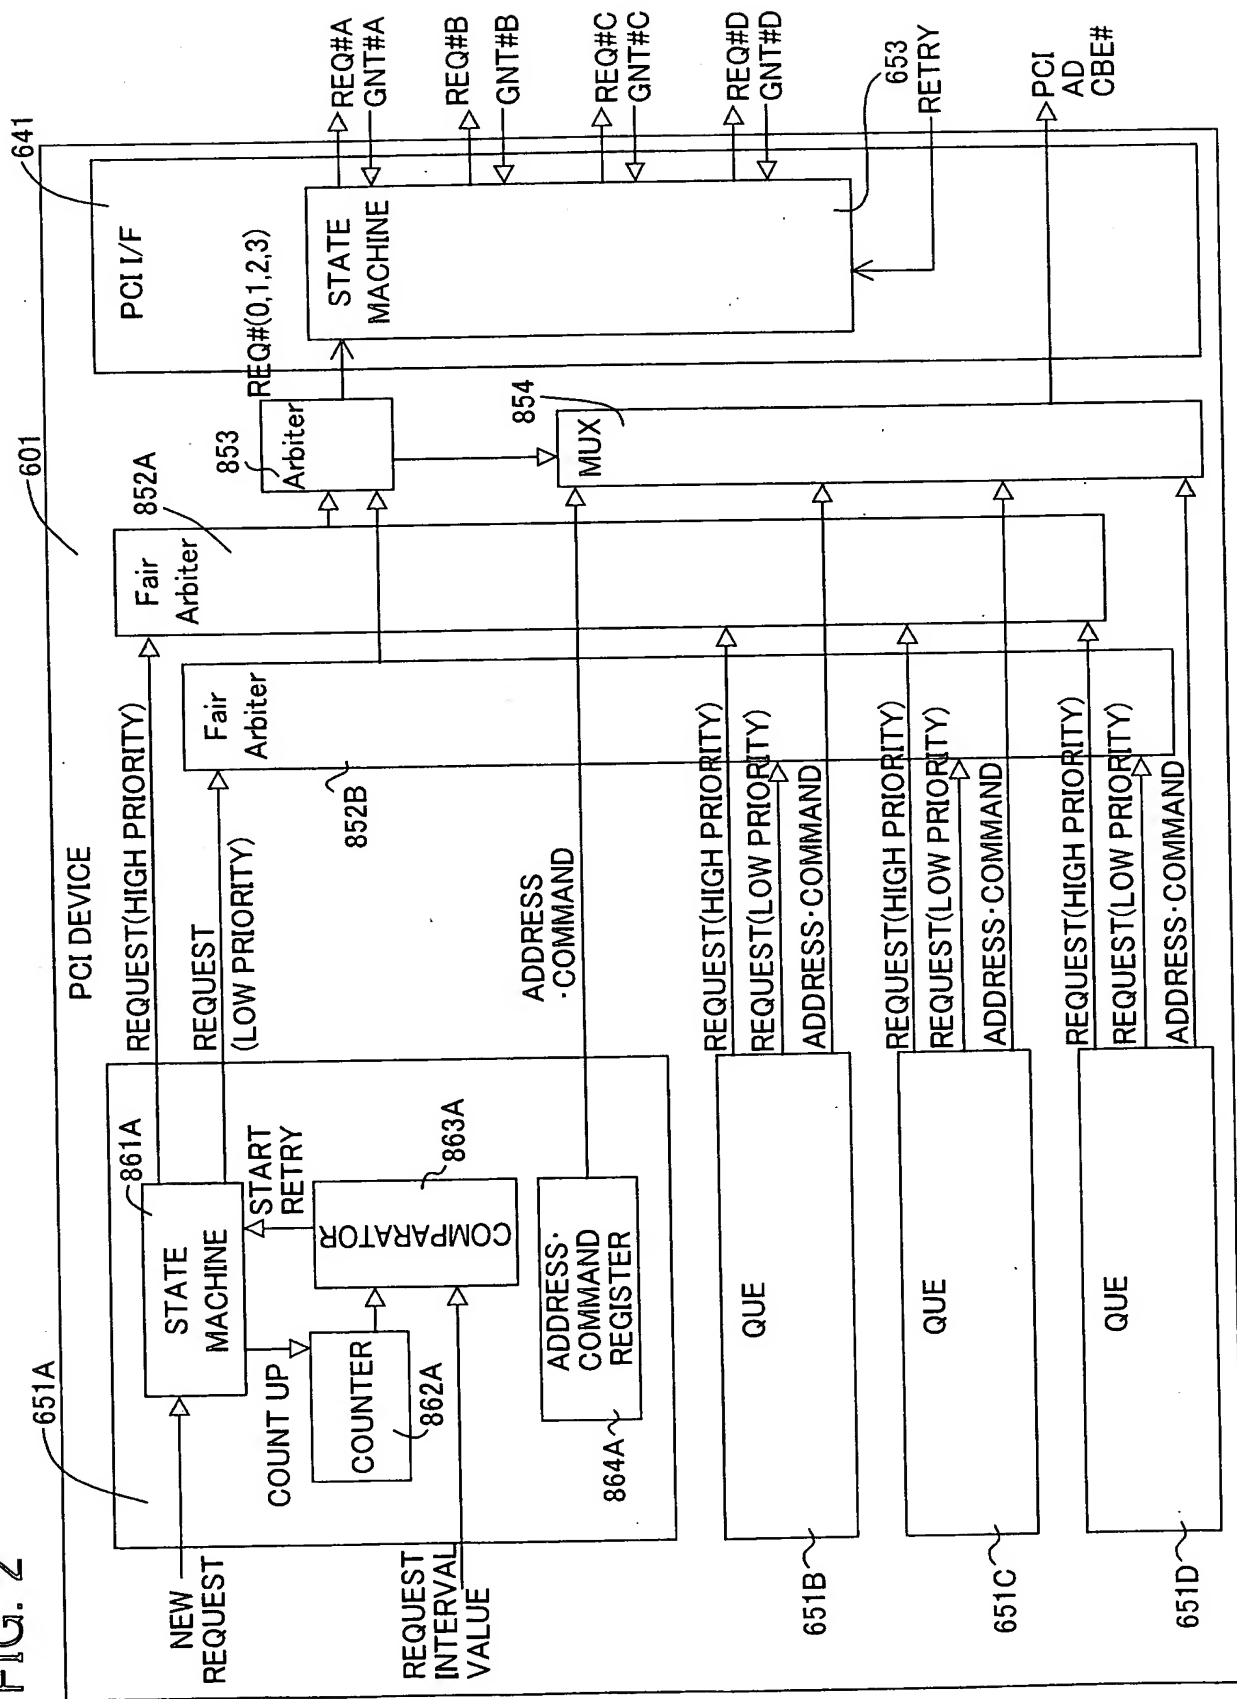 FIG. 2
601
PCI DEVICE
641
PCI I/F
651A
NEW
REQUEST
861A
STATE
MACHINE
REQUEST(HIGH PRIORITY)
REQUEST
(LOW PRIORITY)
START
RETRY
COUNT UP
COUNTER
862A
COMPARATOR
863A
REQUEST
INTERVAL
VALUE
ADDRESS·
COMMAND
REGISTER
864A
ADDRESS
·COMMAND
Fair
Arbiter
852A
Fair
Arbiter
852B
853
Arbiter
REQ#(0,1,2,3)
STATE
MACHINE
REQ#A
GNT#A
REQ#B
GNT#B
REQ#C
GNT#C
REQ#D
GNT#D
653
RETRY
MUX
854
PCI
AD
CBE#
QUE
651B
REQUEST(HIGH PRIORITY)
REQUEST(LOW PRIORITY)
ADDRESS·COMMAND
QUE
651C
REQUEST(HIGH PRIORITY)
REQUEST(LOW PRIORITY)
ADDRESS·COMMAND
QUE
651D
REQUEST(HIGH PRIORITY)
REQUEST(LOW PRIORITY)
ADDRESS·COMMAND